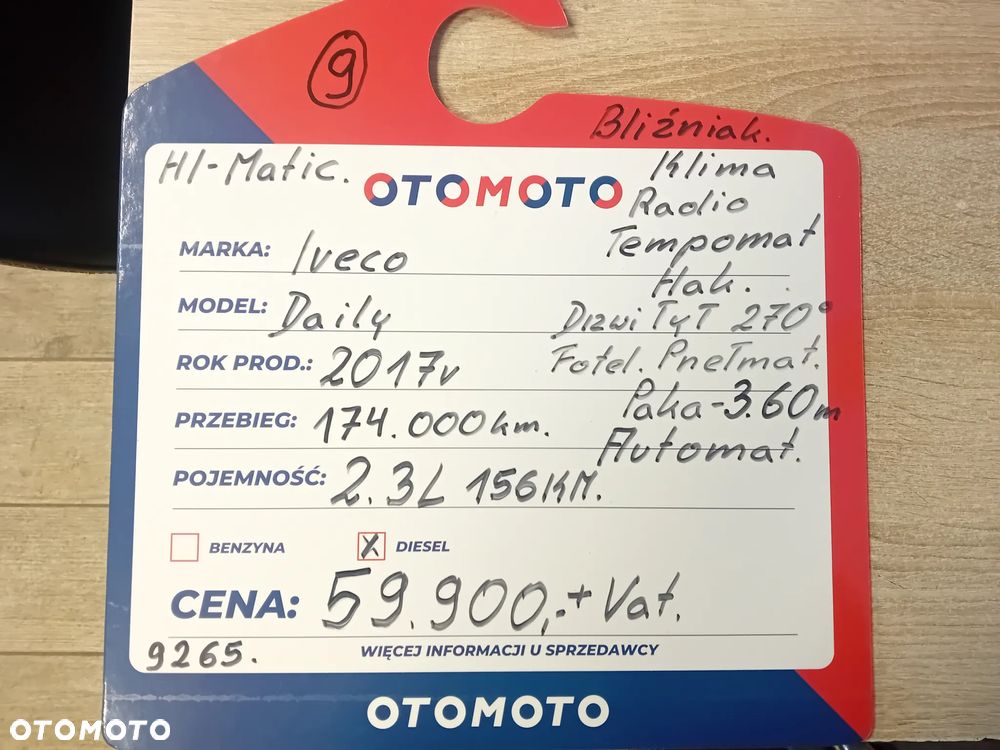 9
Bliźniak.
HI-Matic.
OTOMOTO
Klima
Radio
MARKA: Iveco
Tempomat
Hak.
MODEL: Daily
Drzwi TyT 270°
ROK PROD.: 2017r
Fotel. PneTmat.
PRZEBIEG: 174.000km.
Paka-3.60m
Automat.
POJEMNOŚĆ: 2.3L 156KM.
BENZYNA
X DIESEL
CENA: 59.900,-+Vat.
9265.
WIĘCEJ INFORMACJI U SPRZEDAWCY
OTOMOTO
OTOMOTO